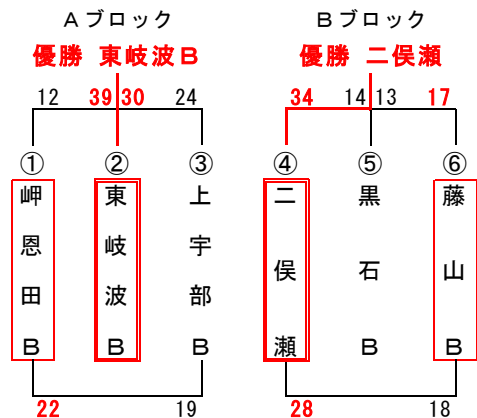 Aブロック
優勝 東岐波B
12 39 30 24
① ② ③
岬恩田B
東岐波B
上宇部B
22 19
Bブロック
優勝 二俣瀬
34 14 13 17
④ ⑤ ⑥
二俣瀬
黒石B
藤山B
28 18